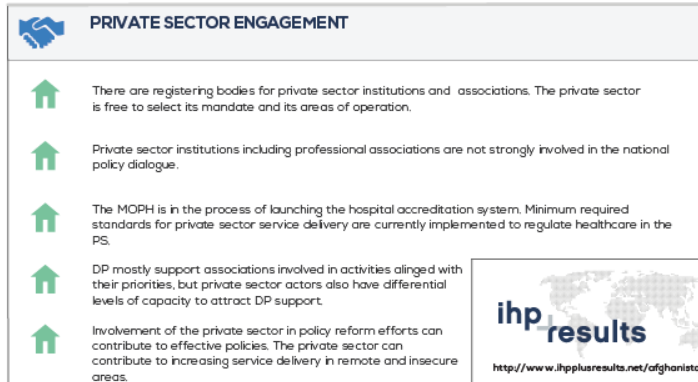 PRIVATE SECTOR ENGAGEMENT
There are registering bodies for private sector institutions and associations. The private sector
is free to select its mandate and its areas of operation.
Private sector institutions including professional associations are not strongly involved in the national
policy dialogue.
The MOPH is in the process of launching the hospital accreditation system. Minimum required
standards for private sector service delivery are currently implemented to regulate healthcare in the
PS.
DP mostly support associations involved in activities alinged with
their priorities, but private sector actors also have differential
levels of capacity to attract DP support.
Involvement of the private sector in policy reform efforts can
contribute to effective policies. The private sector can
contribute to increasing service delivery in remote and insecure
areas.
ihp
results
http://www.ihpplusresults.net/afghanista